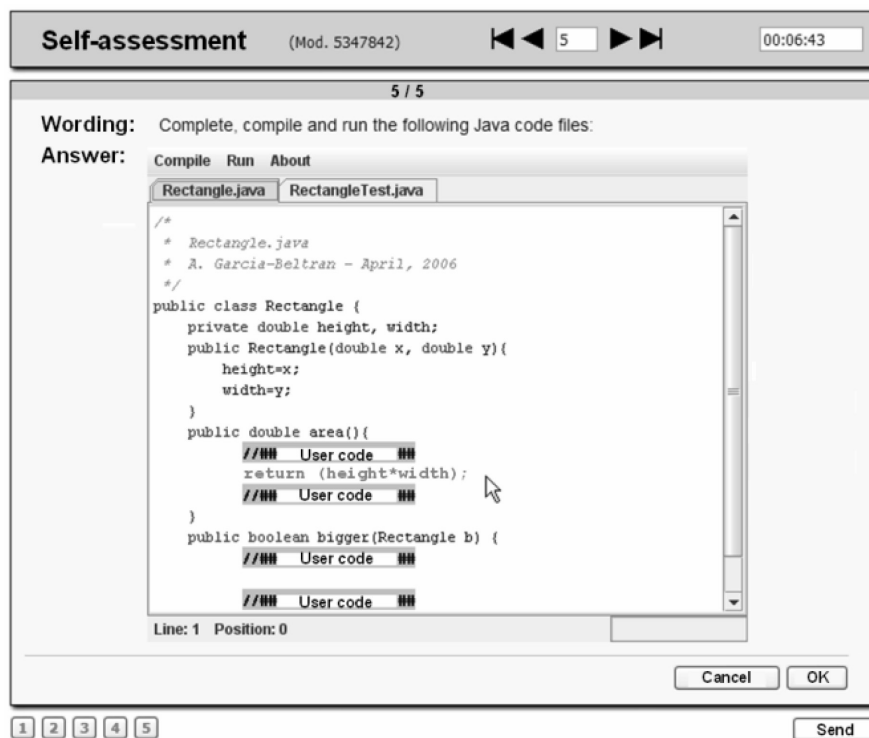 Self-assessment (Mod. 5347842) 5 00:06:43
5 / 5
Wording: Complete, compile and run the following Java code files:
Answer:
Compile Run About
Rectangle.java RectangleTest.java
/*
* Rectangle.java
* A. Garcia-Beltran - April, 2006
*/
public class Rectangle {
private double height, width;
public Rectangle(double x, double y){
height=x;
width=y;
}
public double area(){
//## User code ##
return (height*width);
//## User code ##
}
public boolean bigger(Rectangle b) {
//## User code ##
//## User code ##
Line: 1 Position: 0
Cancel OK
1 2 3 4 5 Send